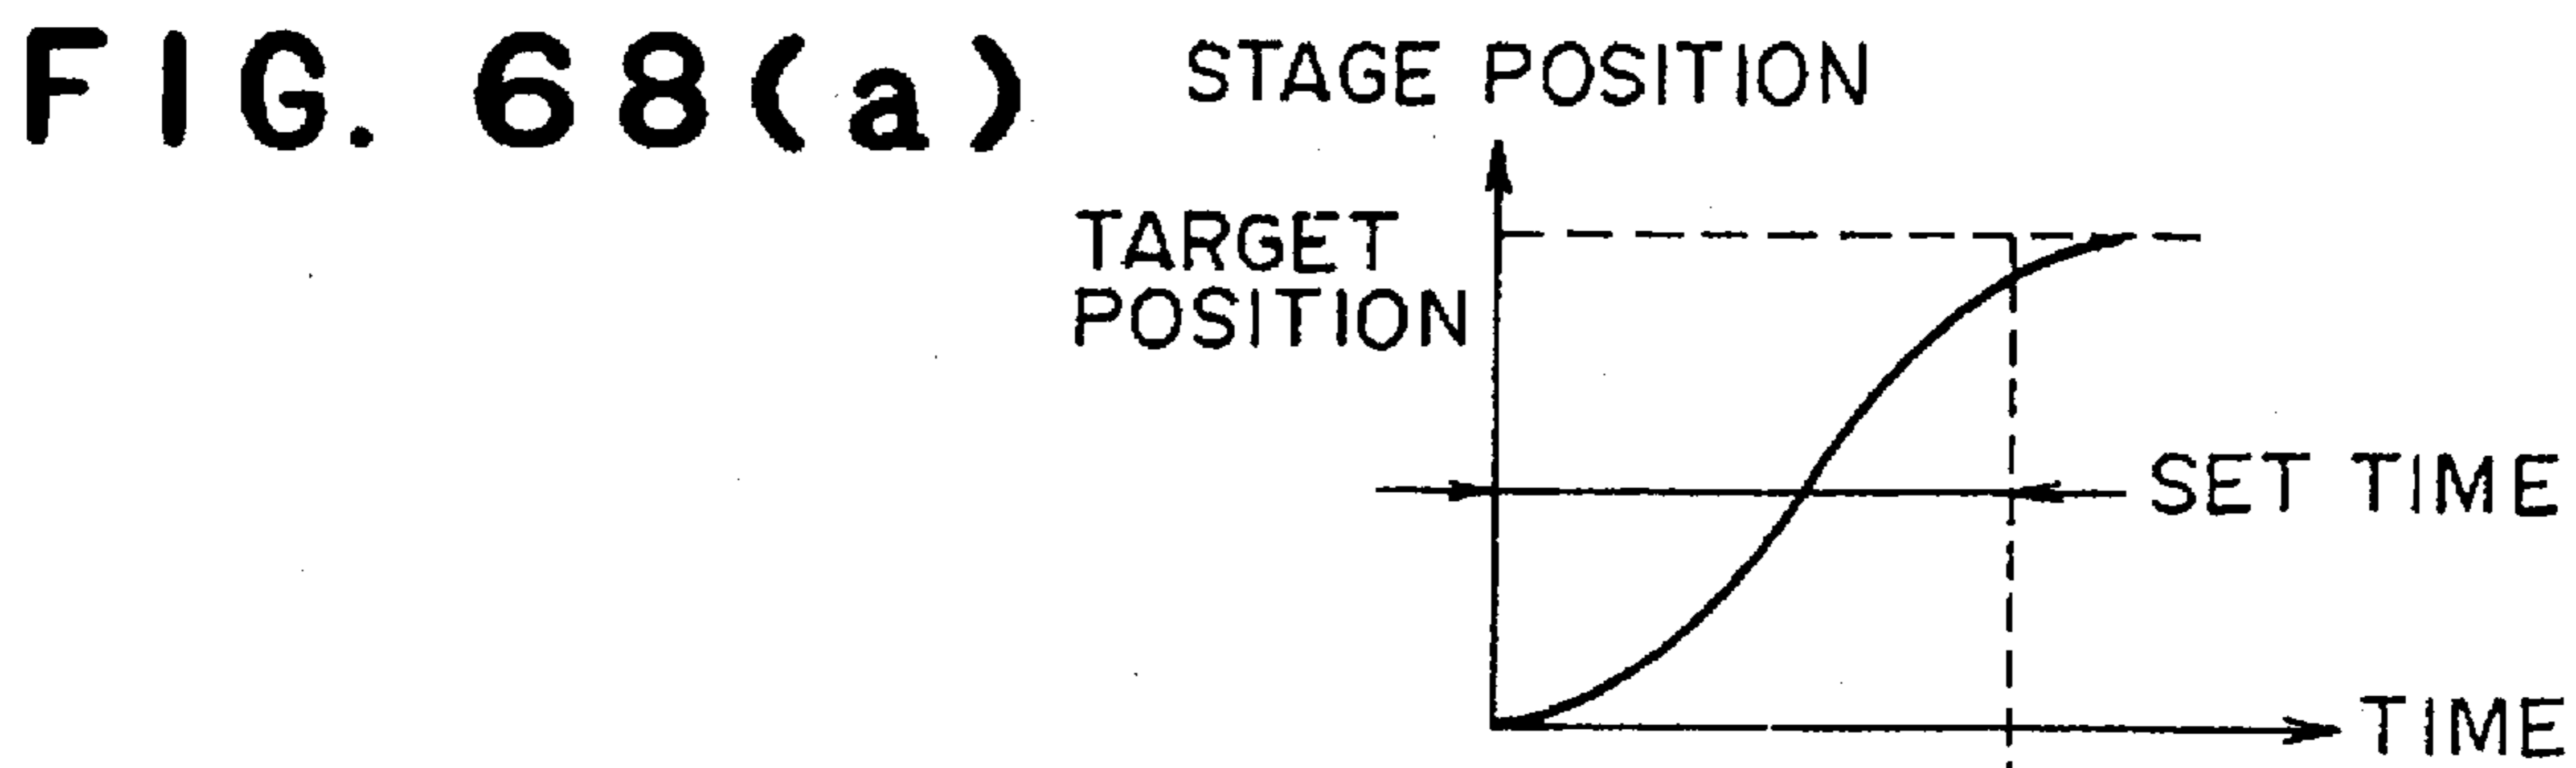 FIG. 68(a)
STAGE POSITION
TARGET
POSITION
SET TIME
TIME